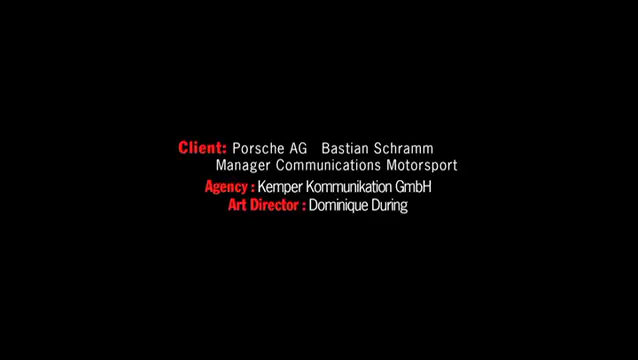 Client: Porsche AG Bastian Schramm
Manager Communications Motorsport
Agency : Kemper Kommunikation GmbH
Art Director : Dominique During